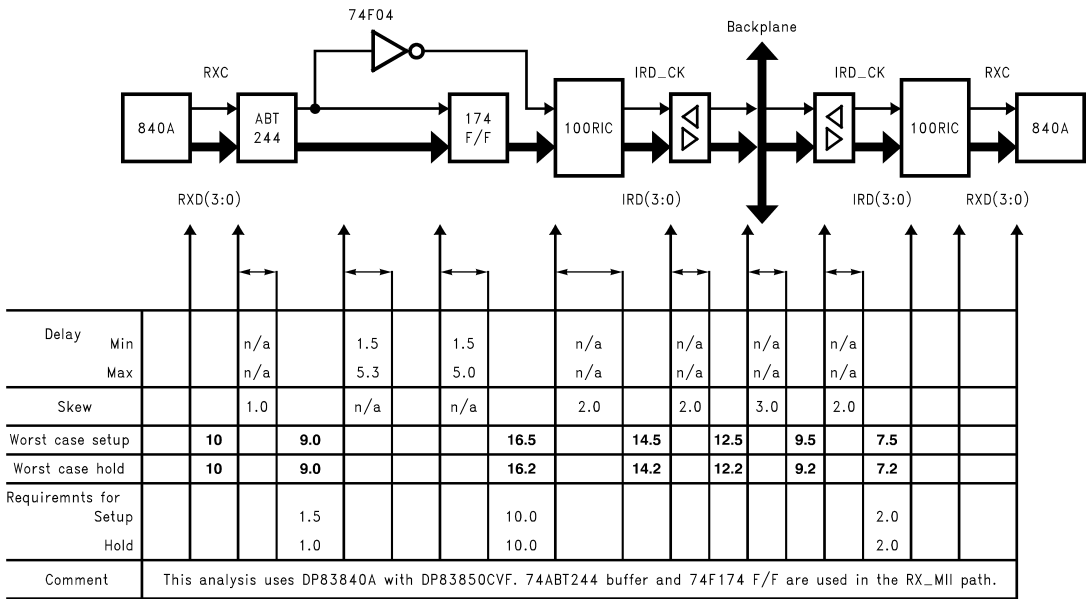 74F04
Backplane
RXC
IRD_CK
IRD_CK
RXC
840A
ABT
244
174
F/F
100RIC
100RIC
840A
RXD(3:0)
IRD(3:0)
IRD(3:0)
RXD(3:0)
Delay
Min n/a 1.5 1.5 n/a n/a n/a n/a
Max n/a 5.3 5.0 n/a n/a n/a n/a
Skew 1.0 n/a n/a 2.0 2.0 3.0 2.0
Worst case setup 10 9.0 16.5 14.5 12.5 9.5 7.5
Worst case hold 10 9.0 16.2 14.2 12.2 9.2 7.2
Requiremnts for
Setup 1.5 10.0 2.0
Hold 1.0 10.0 2.0
Comment This analysis uses DP83840A with DP83850CVF. 74ABT244 buffer and 74F174 F/F are used in the RX_MII path.